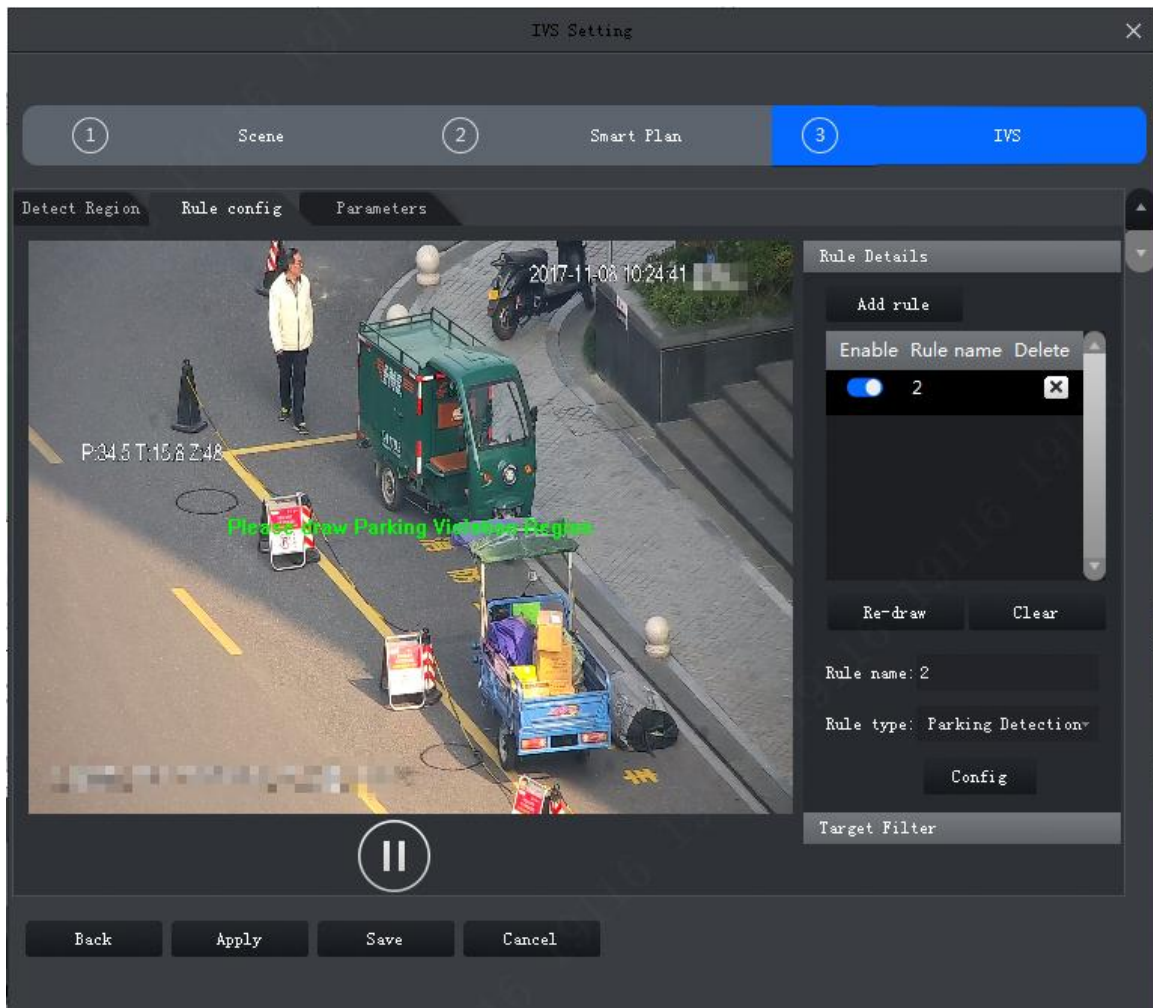 IVS Setting
1 Scene 2 Smart Plan 3 IVS
Detect Region Rule config Parameters
2017-11-08 10:24:41
P:34.5 T:15.8 Z:48
Please draw Parking Violation Region
Rule Details
Add rule
Enable Rule name Delete
2
Re-draw Clear
Rule name: 2
Rule type: Parking Detection
Config
Target Filter
Back Apply Save Cancel